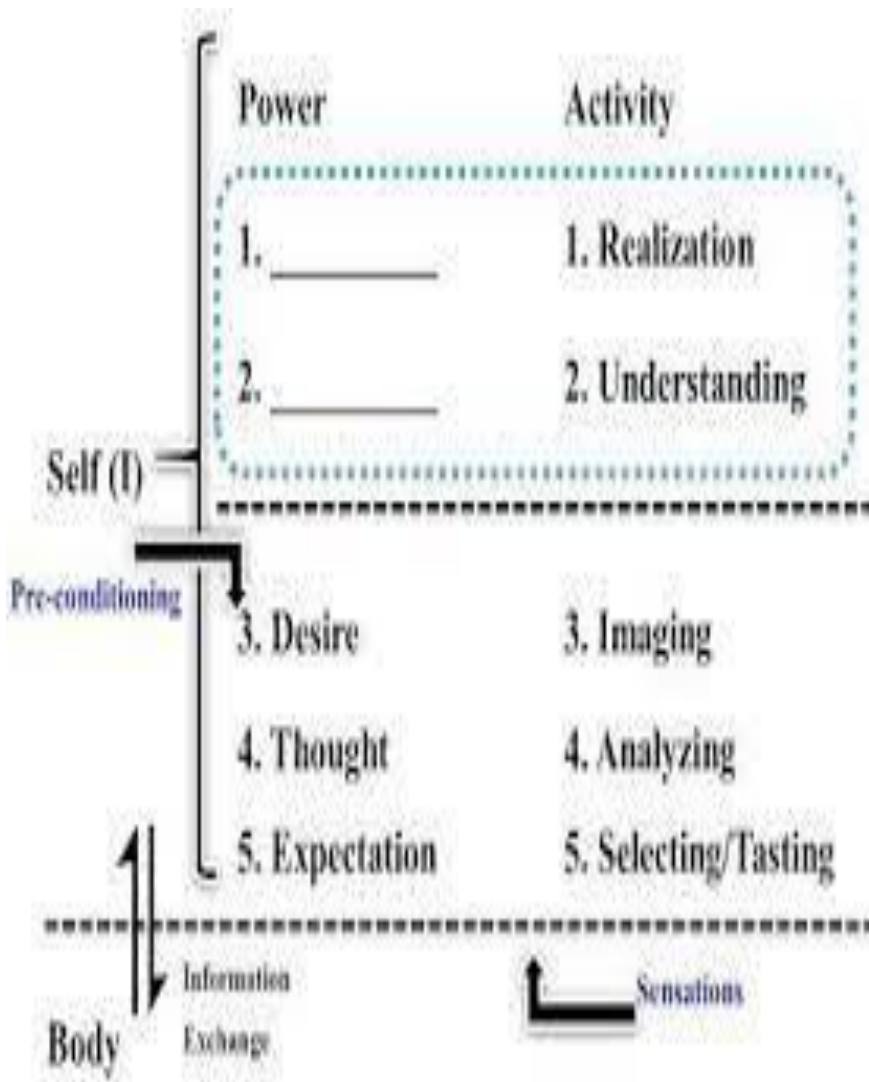 Power Activity
1. ________ 1. Realization
2. ________ 2. Understanding
Self (I)
Pre-conditioning
3. Desire 3. Imaging
4. Thought 4. Analyzing
5. Expectation 5. Selecting/Tasting
Information
Exchange
Sensations
Body